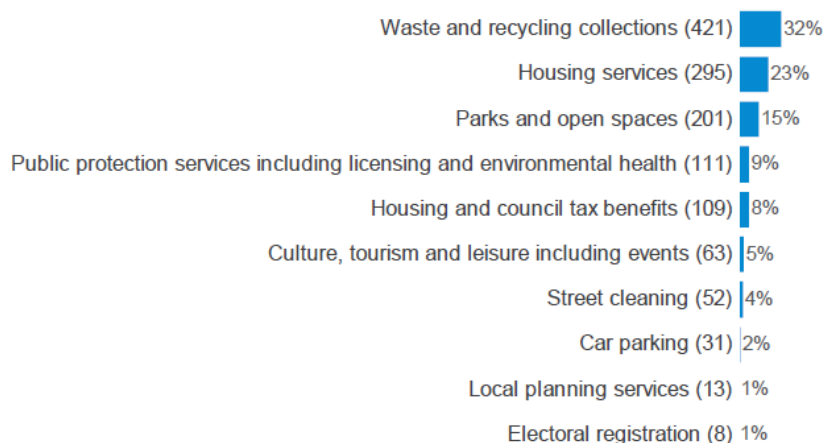 Waste and recycling collections (421) 32%
Housing services (295) 23%
Parks and open spaces (201) 15%
Public protection services including licensing and environmental health (111) 9%
Housing and council tax benefits (109) 8%
Culture, tourism and leisure including events (63) 5%
Street cleaning (52) 4%
Car parking (31) 2%
Local planning services (13) 1%
Electoral registration (8) 1%